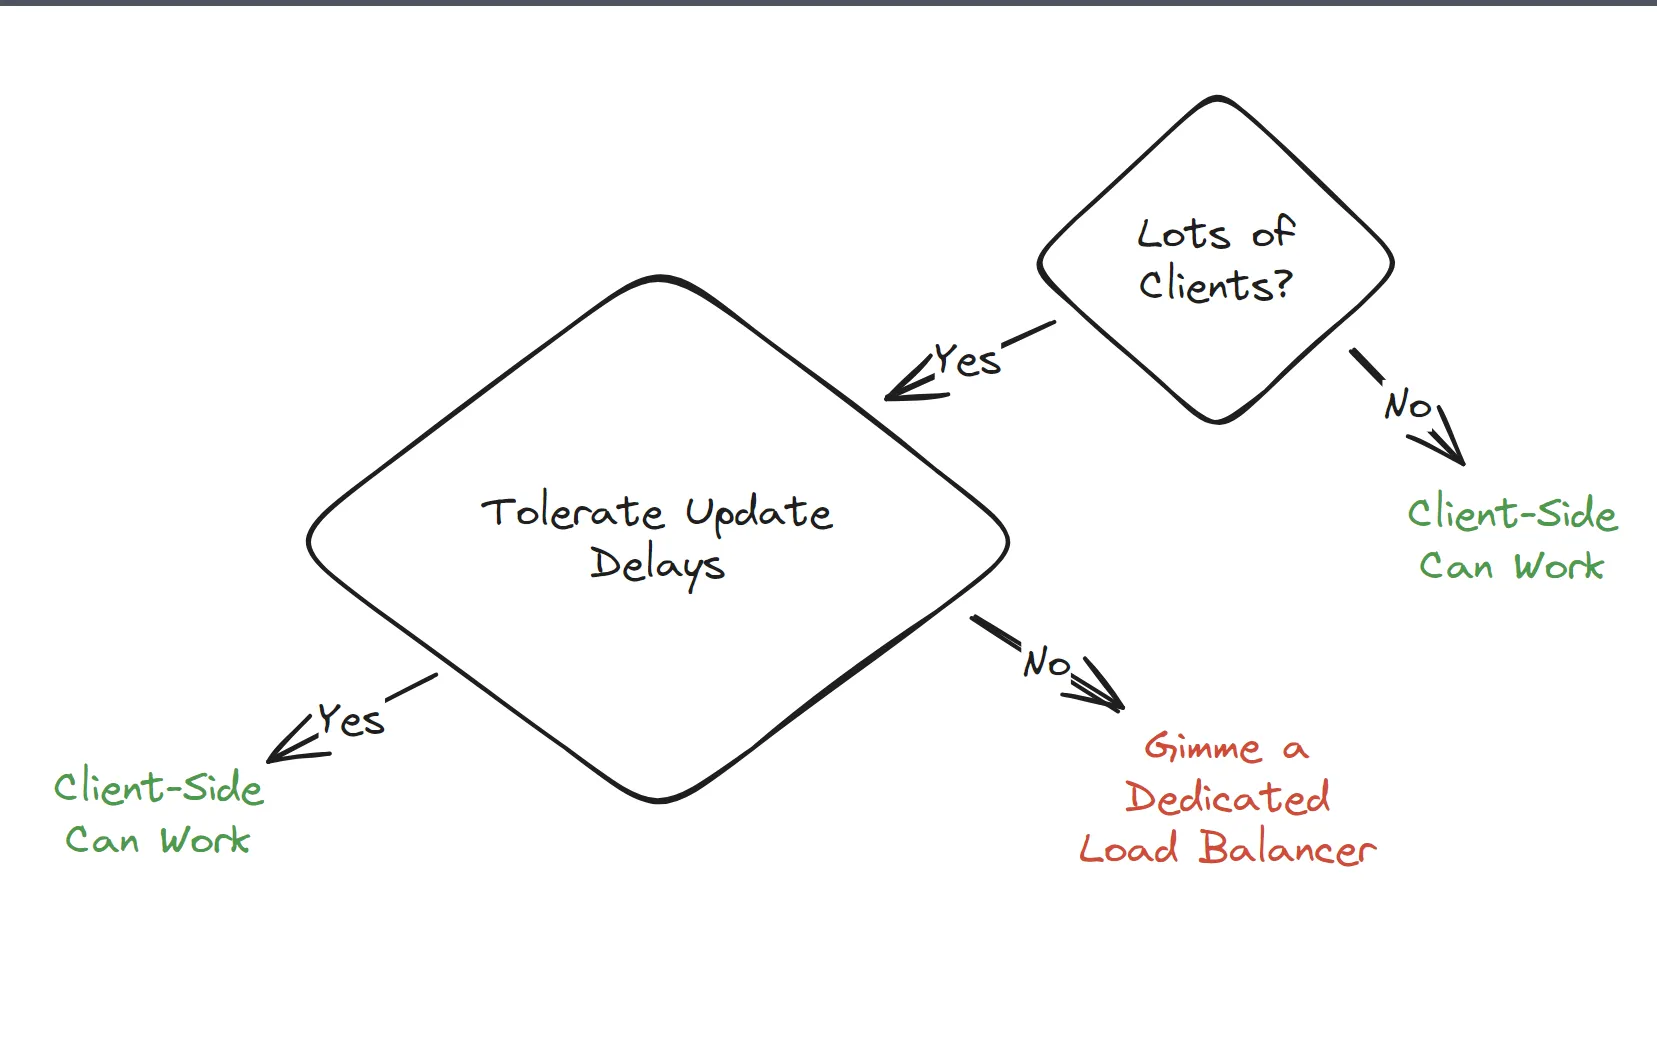 Lots of
Clients?
Yes
No
Tolerate Update
Delays
Client-Side
Can Work
Yes
No
Client-Side
Can Work
Gimme a
Dedicated
Load Balancer